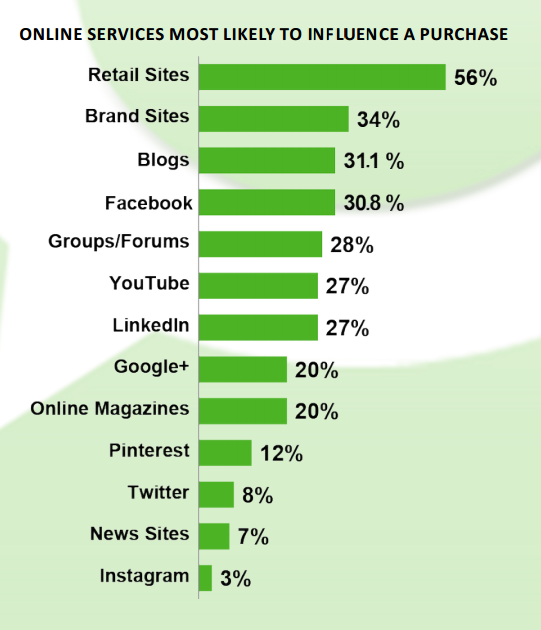 ONLINE SERVICES MOST LIKELY TO INFLUENCE A PURCHASE
Retail Sites 56%
Brand Sites 34%
Blogs 31.1 %
Facebook 30.8 %
Groups/Forums 28%
YouTube 27%
LinkedIn 27%
Google+ 20%
Online Magazines 20%
Pinterest 12%
Twitter 8%
News Sites 7%
Instagram 3%